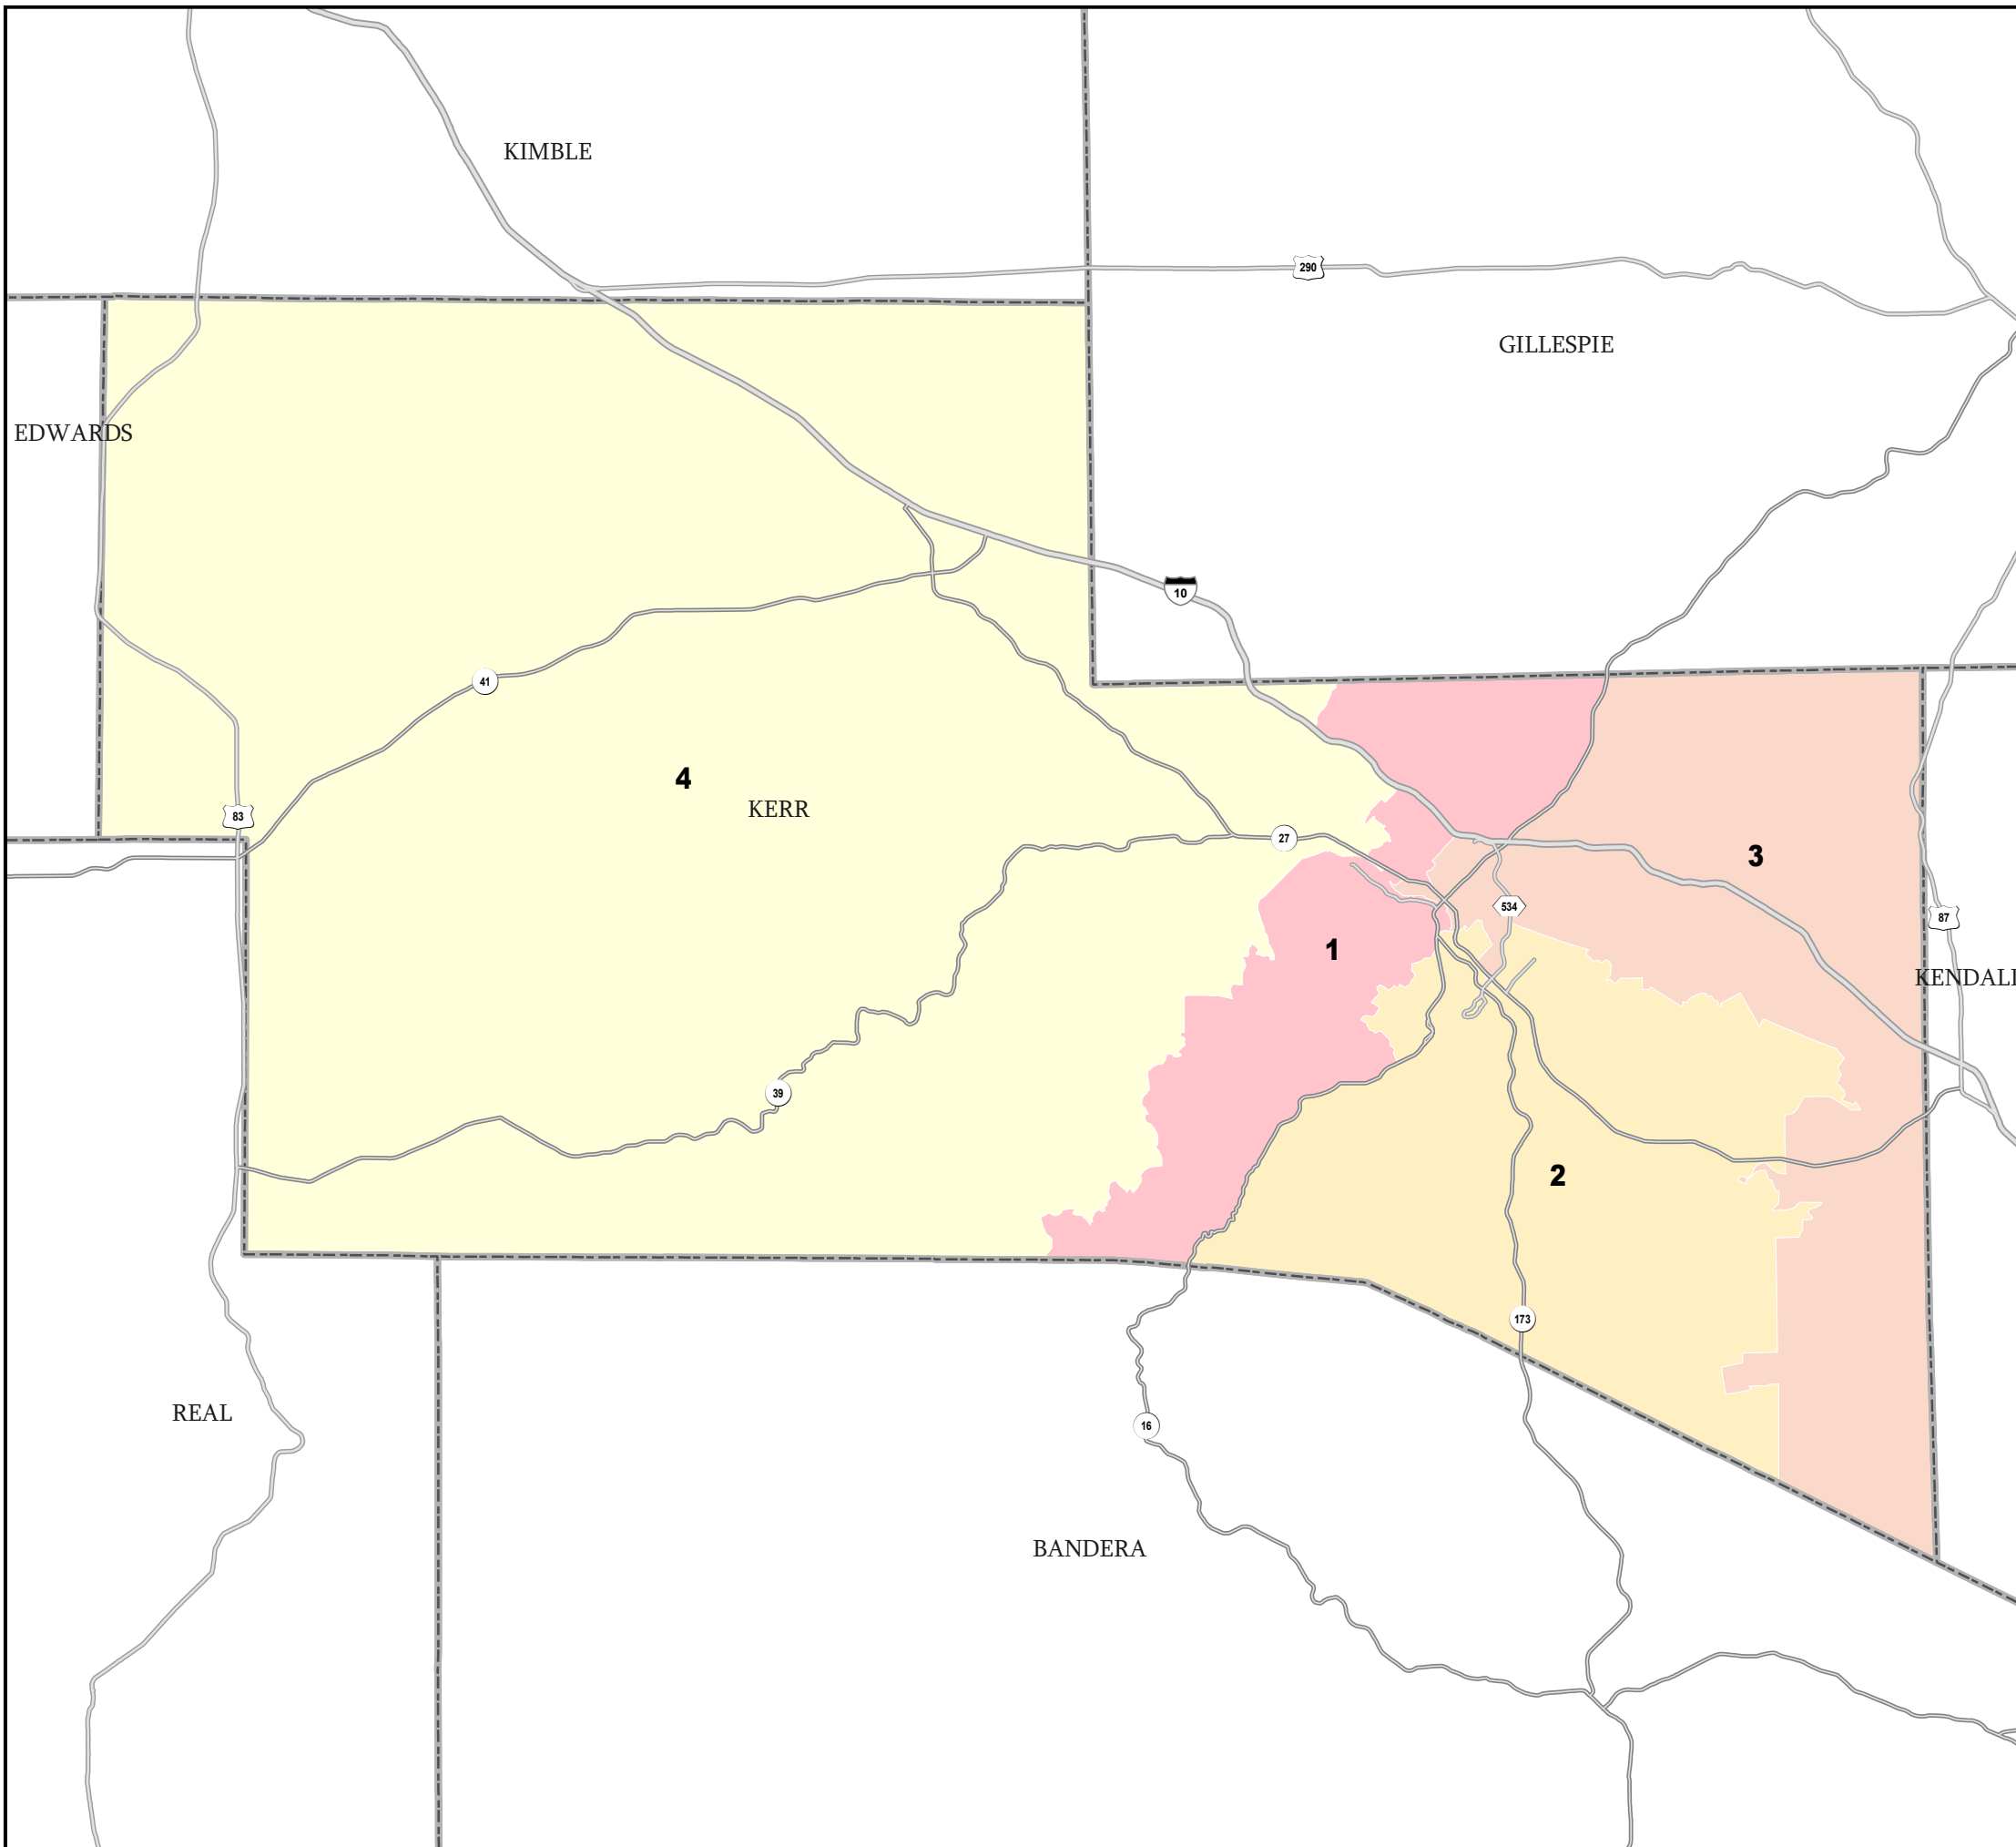 KIMBLE
290
GILLESPIE
EDWARDS
10
41
4
KERR
83
27
3
534
87
1
KENDALL
39
2
173
REAL
16
BANDERA